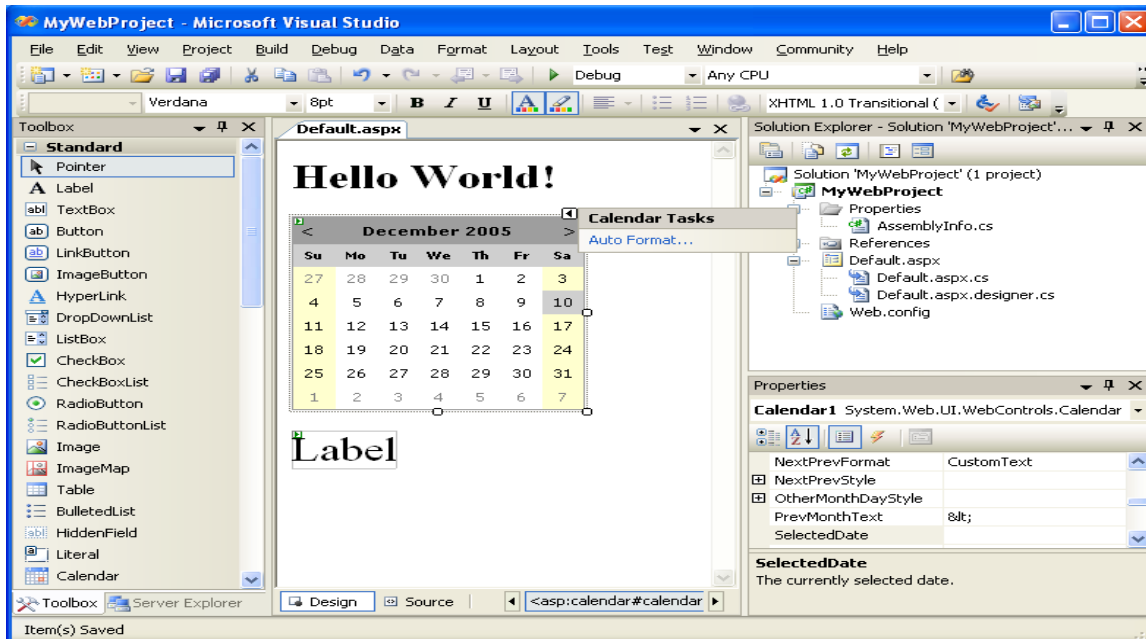 MyWebProject - Microsoft Visual Studio
File Edit View Project Build Debug Data Format Layout Tools Test Window Community Help
Debug Any CPU
Verdana 8pt B I U A XHTML 1.0 Transitional (
Toolbox
Standard
Pointer
A Label
abl TextBox
ab Button
ab LinkButton
ImageButton
A HyperLink
DropDownList
ListBox
CheckBox
CheckBoxList
RadioButton
RadioButtonList
Image
ImageMap
Table
BulletedList
abl HiddenField
Literal
Calendar
Toolbox Server Explorer
Default.aspx
Hello World!
< December 2005 >
Su Mo Tu We Th Fr Sa
27 28 29 30 1 2 3
4 5 6 7 8 9 10
11 12 13 14 15 16 17
18 19 20 21 22 23 24
25 26 27 28 29 30 31
1 2 3 4 5 6 7
Calendar Tasks
Auto Format...
Label
Design Source <asp:calendar#calendar
Solution Explorer - Solution 'MyWebProject'...
Solution 'MyWebProject' (1 project)
MyWebProject
Properties
AssemblyInfo.cs
References
Default.aspx
Default.aspx.cs
Default.aspx.designer.cs
Web.config
Properties
Calendar1 System.Web.UI.WebControls.Calendar
NextPrevFormat CustomText
NextPrevStyle
OtherMonthDayStyle
PrevMonthText &lt;
SelectedDate
SelectedDate
The currently selected date.
Item(s) Saved